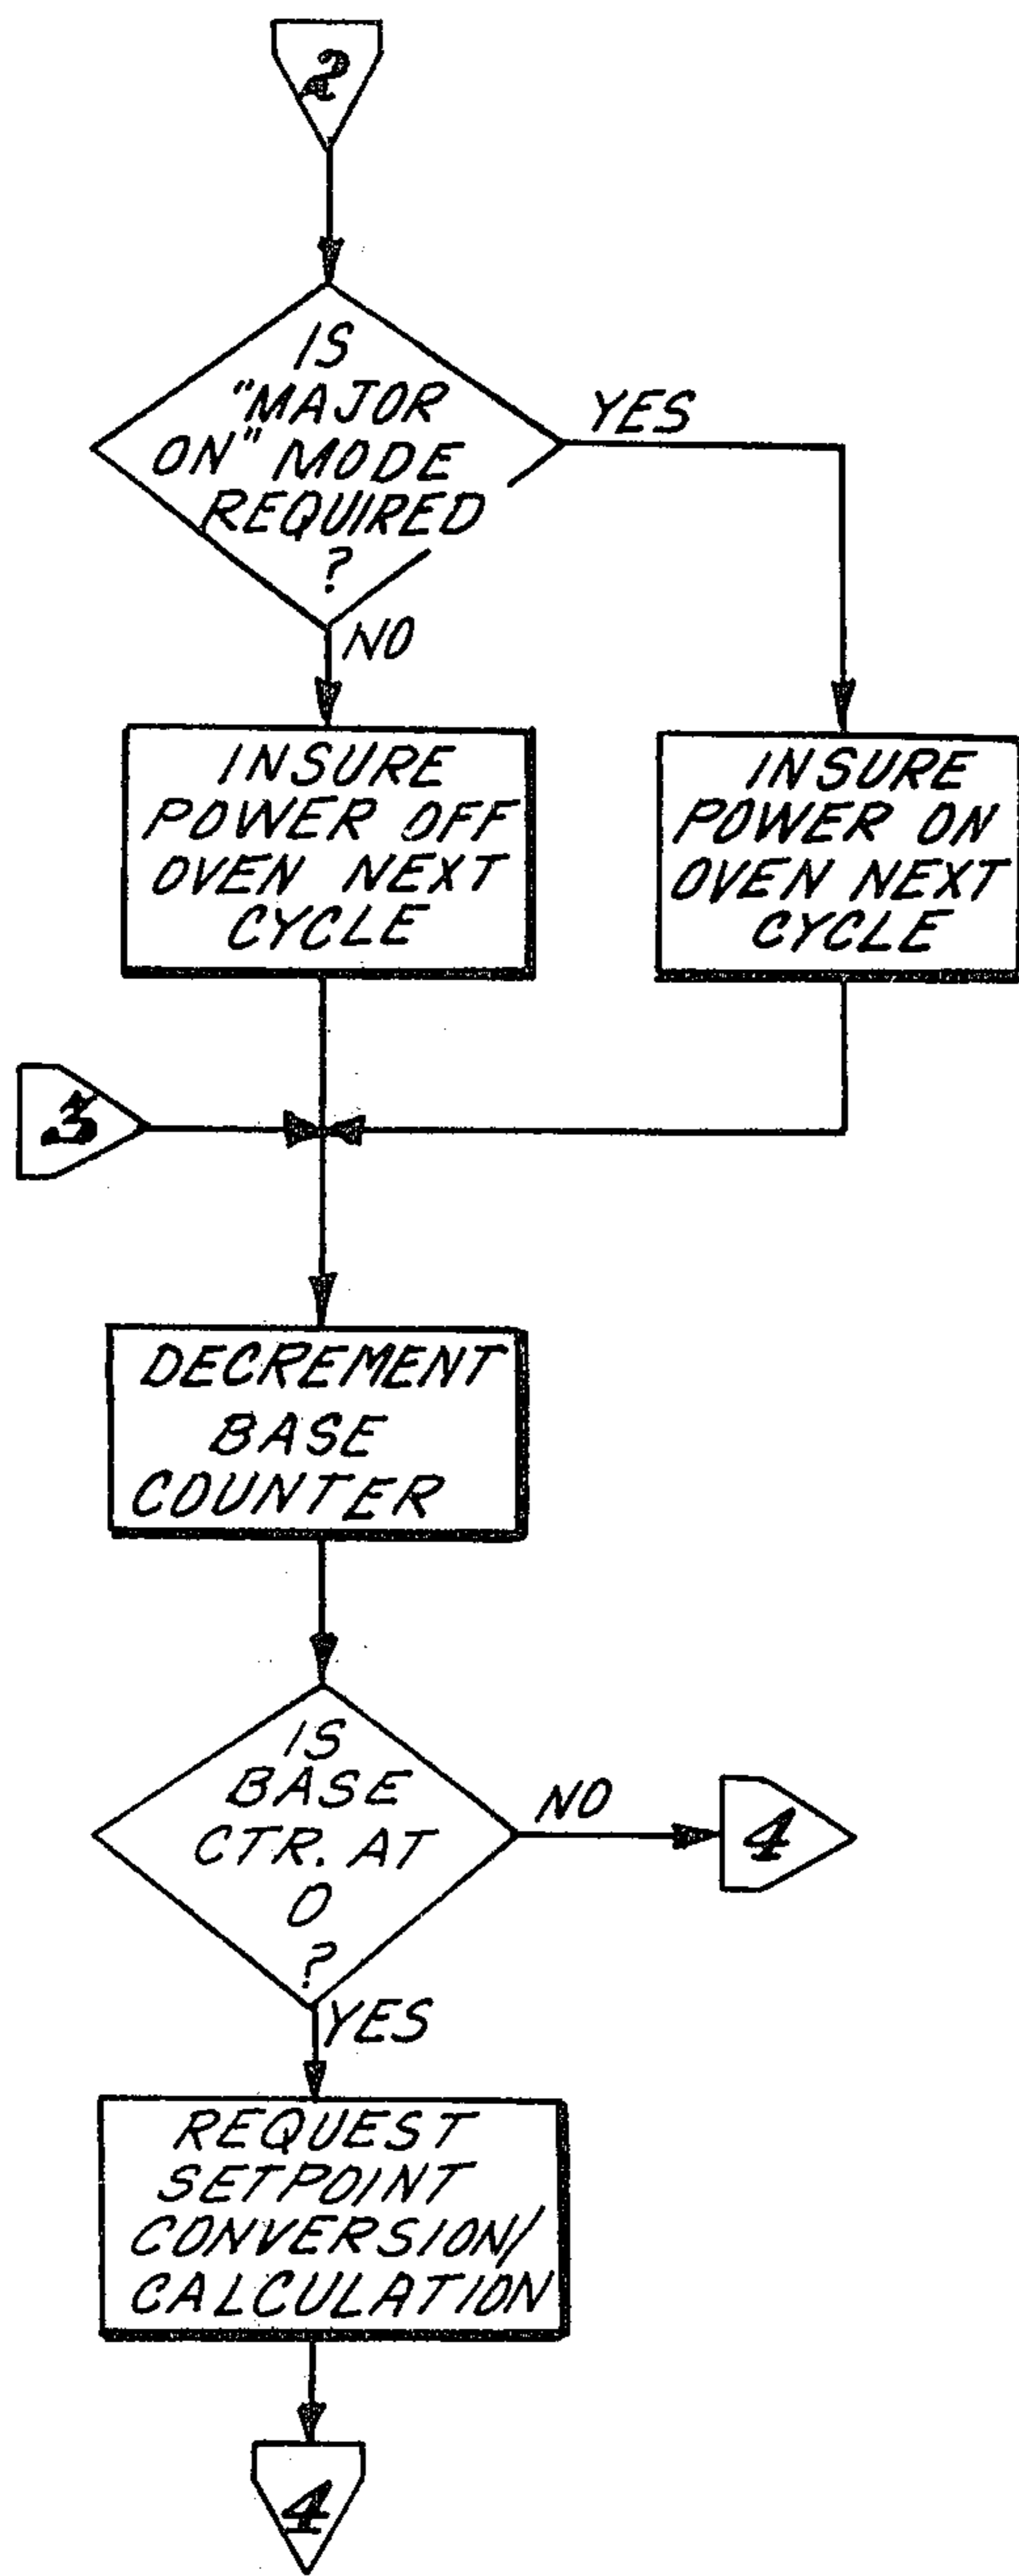 2
IS
"MAJOR
ON" MODE
REQUIRED
?
YES
NO
INSURE
POWER OFF
OVEN NEXT
CYCLE
INSURE
POWER ON
OVEN NEXT
CYCLE
3
DECREMENT
BASE
COUNTER
IS
BASE
CTR. AT
0
?
NO
4
YES
REQUEST
SETPOINT
CONVERSION/
CALCULATION
4